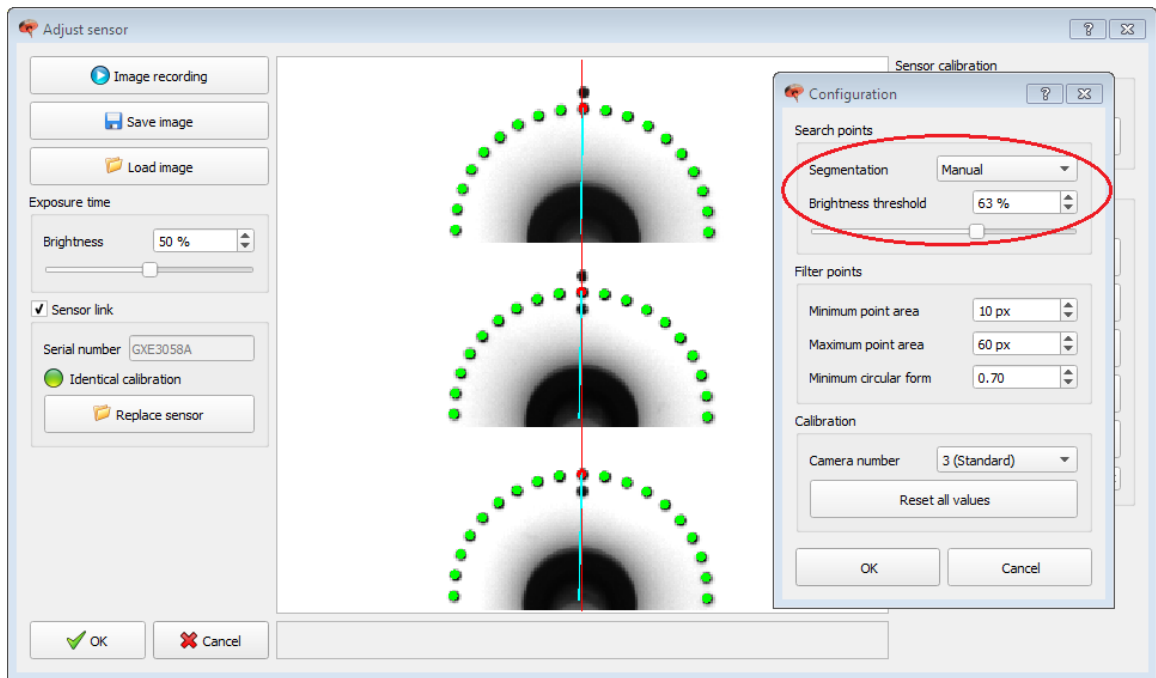 Adjust sensor
Image recording
Save image
Load image
Exposure time
Brightness 50 %
Sensor link
Serial number GXE3058A
Identical calibration
Replace sensor
OK Cancel
Sensor calibration
Configuration
Search points
Segmentation Manual
Brightness threshold 63 %
Filter points
Minimum point area 10 px
Maximum point area 60 px
Minimum circular form 0.70
Calibration
Camera number 3 (Standard)
Reset all values
OK Cancel